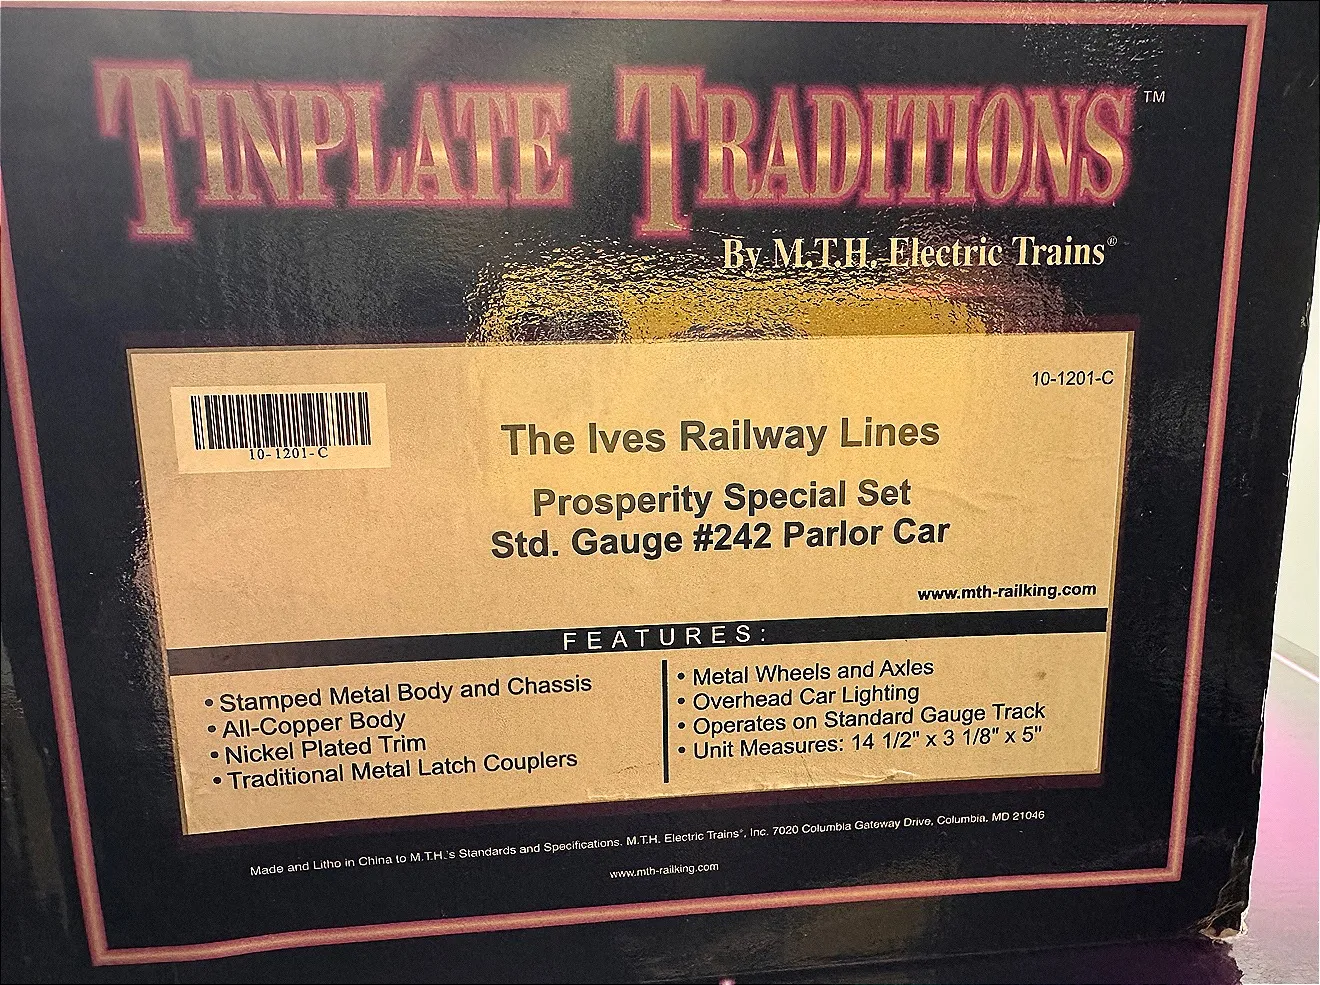 TINPLATE TRADITIONS™
By M.T.H. Electric Trains®
10-1201-C
10-1201-C
The Ives Railway Lines
Prosperity Special Set
Std. Gauge #242 Parlor Car
www.mth-railking.com
FEATURES:
• Stamped Metal Body and Chassis
• All-Copper Body
• Nickel Plated Trim
• Traditional Metal Latch Couplers
• Metal Wheels and Axles
• Overhead Car Lighting
• Operates on Standard Gauge Track
• Unit Measures: 14 1/2" x 3 1/8" x 5"
Made and Litho in China to M.T.H.'s Standards and Specifications. M.T.H. Electric Trains®, Inc. 7020 Columbia Gateway Drive, Columbia, MD 21046
www.mth-railking.com